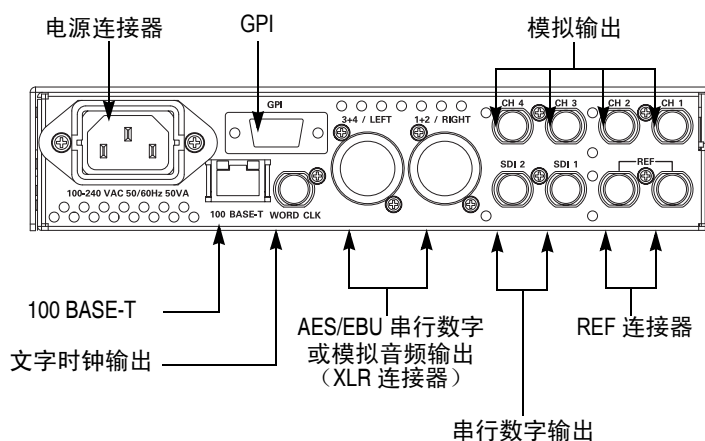 电源连接器
GPI
模拟输出
GPI
3+4 / LEFT
1+2 / RIGHT
CH 4
CH 3
CH 2
CH 1
SDI 2
SDI 1
REF
100-240 VAC 50/60Hz 50VA
100 BASE-T
WORD CLK
100 BASE-T
文字时钟输出
AES/EBU 串行数字
或模拟音频输出
（XLR 连接器）
REF 连接器
串行数字输出